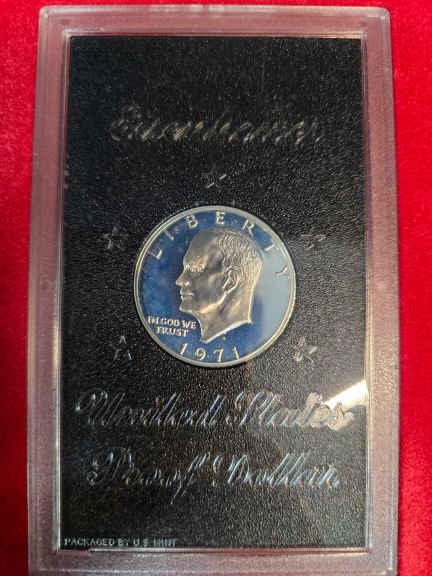 Eisenhower
LIBERTY
IN GOD WE
TRUST
1971
United States
Proof Dollar
PACKAGED BY U.S. MINT